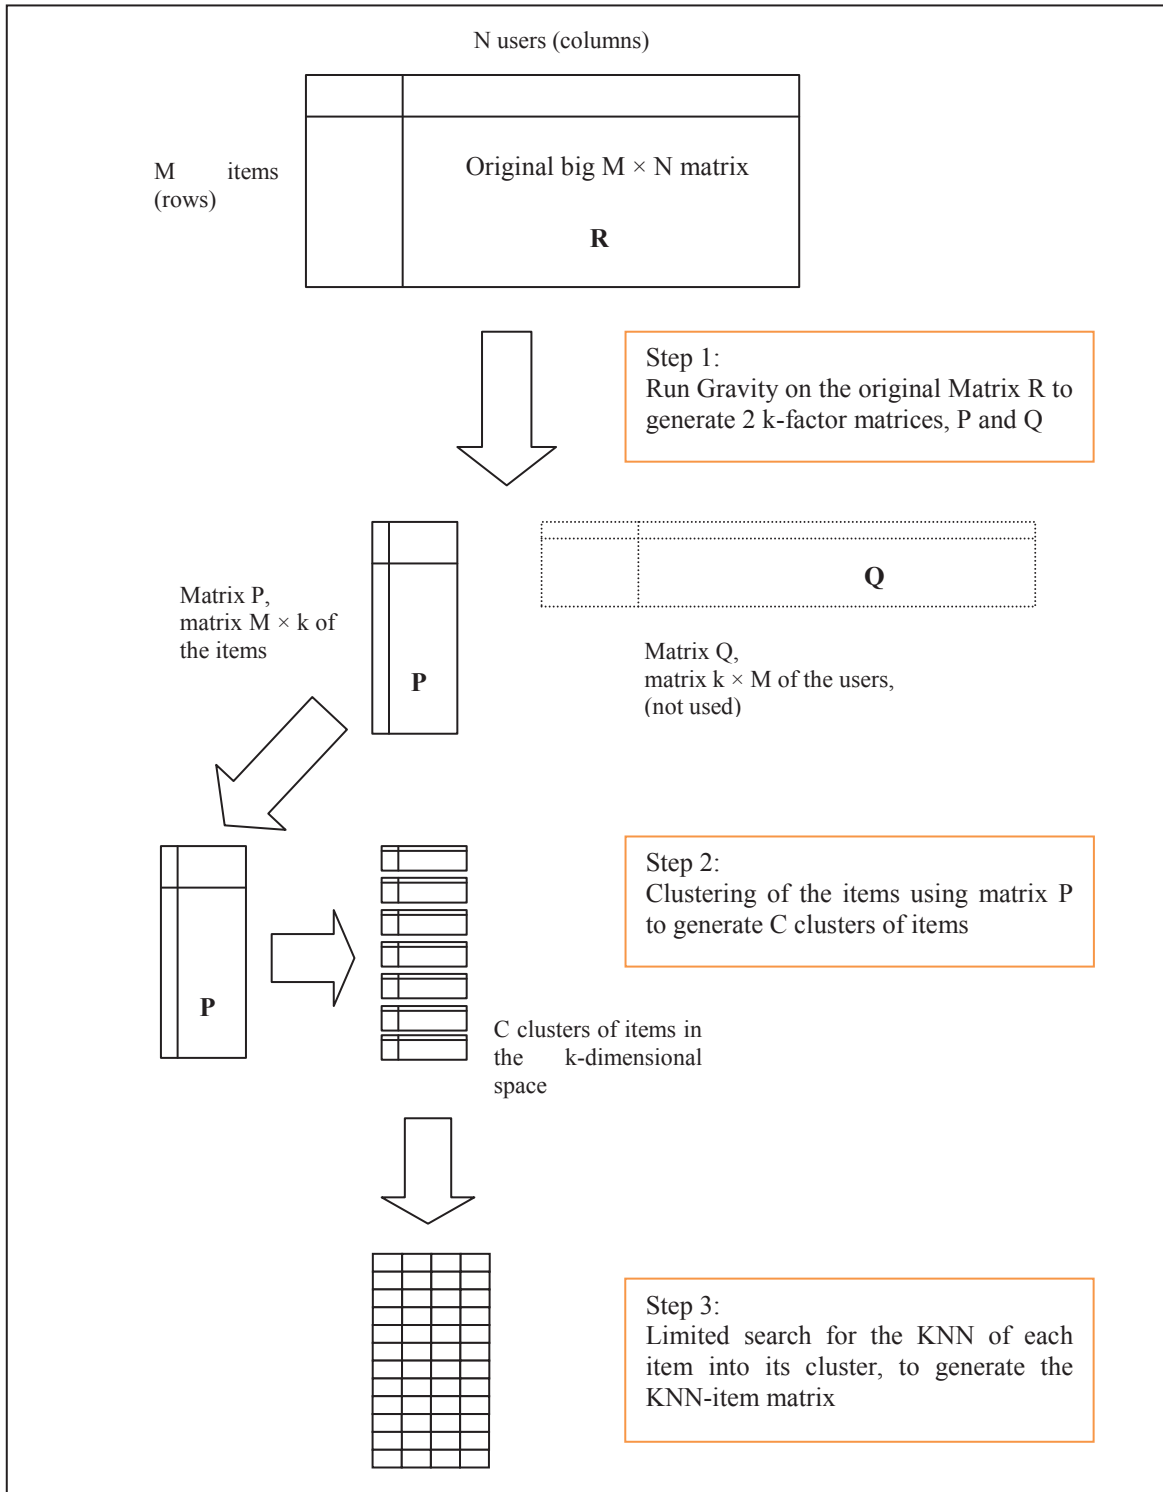 N users (columns)
M items
(rows)
Original big M × N matrix
R
Step 1:
Run Gravity on the original Matrix R to
generate 2 k-factor matrices, P and Q
Matrix P,
matrix M × k of
the items
P
Q
Matrix Q,
matrix k × M of the users,
(not used)
P
Step 2:
Clustering of the items using matrix P
to generate C clusters of items
C clusters of items in
the k-dimensional
space
Step 3:
Limited search for the KNN of each
item into its cluster, to generate the
KNN-item matrix